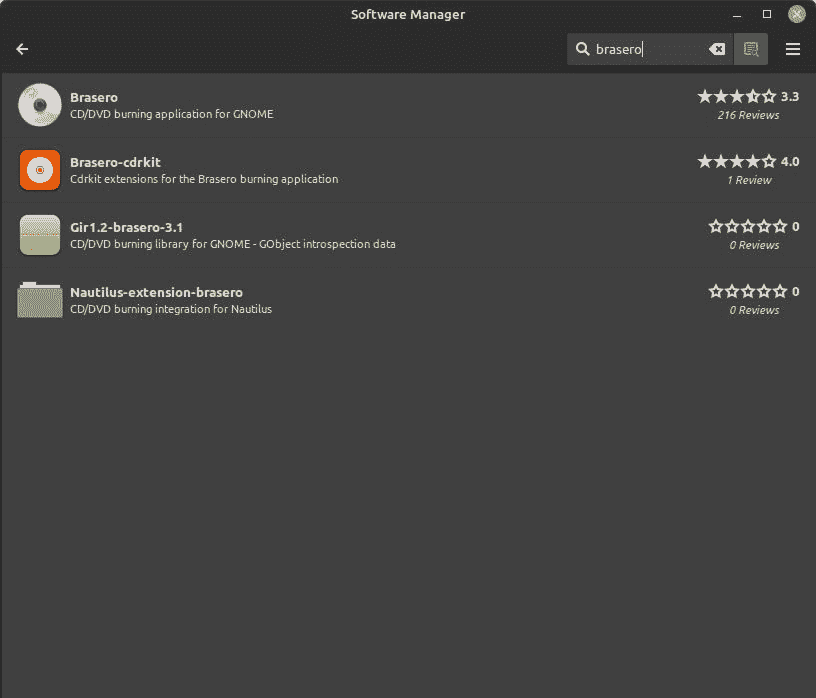 Software Manager
brasero
Brasero
CD/DVD burning application for GNOME
3.3
216 Reviews
Brasero-cdrkit
Cdrkit extensions for the Brasero burning application
4.0
1 Review
Gir1.2-brasero-3.1
CD/DVD burning library for GNOME - GObject introspection data
0
0 Reviews
Nautilus-extension-brasero
CD/DVD burning integration for Nautilus
0
0 Reviews